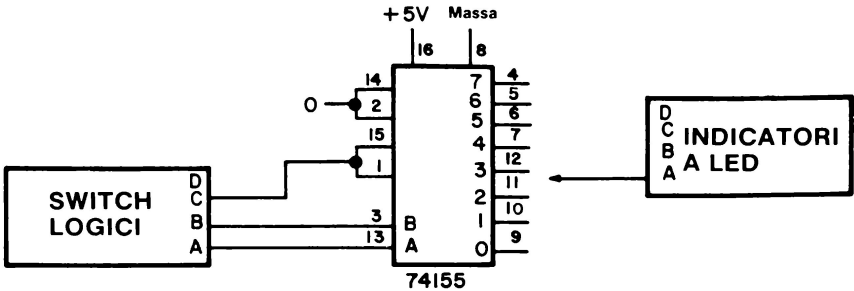 +5V Massa
16 8
14
0 2
15
1
3 B
13 A
7 4
6 5
5 6
4 7
3 12
2 11
1 10
0 9
74155
SWITCH
LOGICI
D
C
B
A
D
C
B
A
INDICATORI
A LED